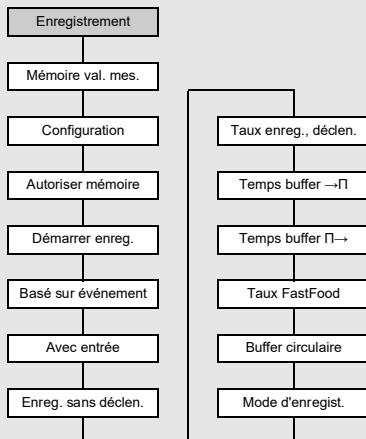 Enregistrement
Mémoire val. mes.
Configuration
Autoriser mémoire
Démarrer enreg.
Basé sur événement
Avec entrée
Enreg. sans déclen.
Taux enreg., déclen.
Temps buffer →Π
Temps buffer Π→
Taux FastFood
Buffer circulaire
Mode d'enregist.